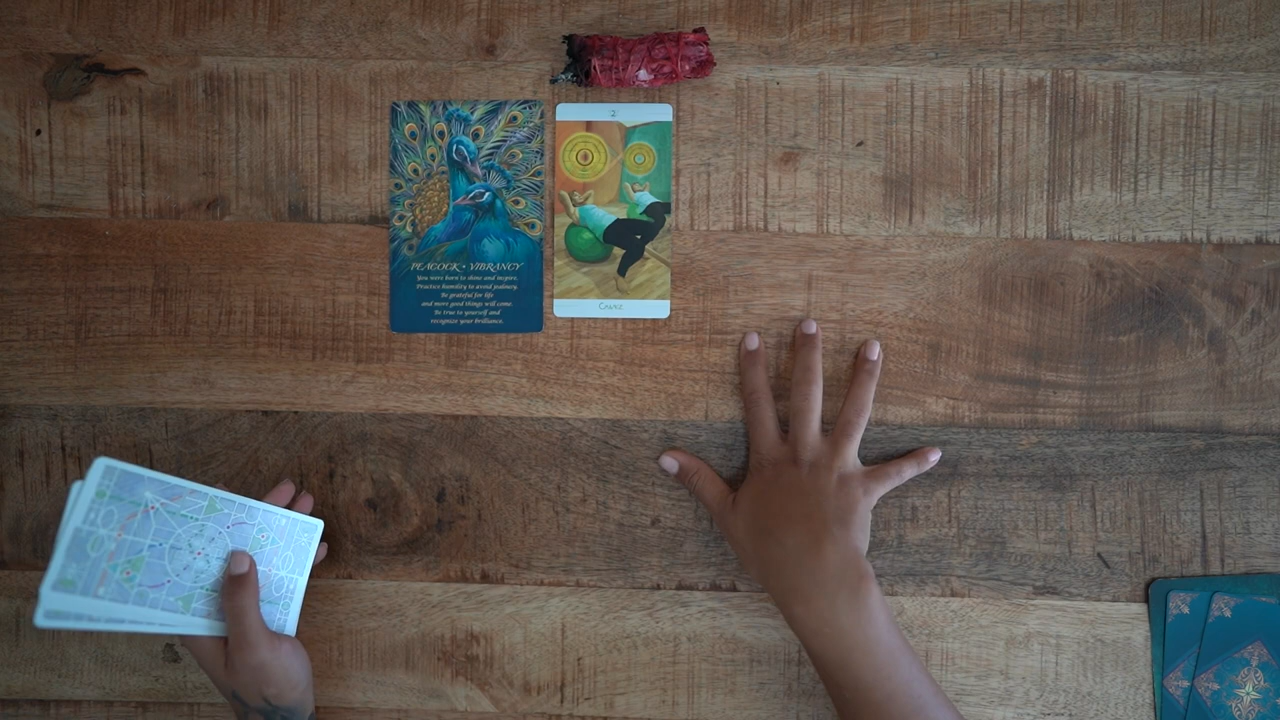 PEACOCK • VIBRANCY
You were born to shine and inspire.
Practice humility to avoid jealousy.
Be grateful for life
and more good things will come.
Be true to yourself and
recognize your brilliance.
2